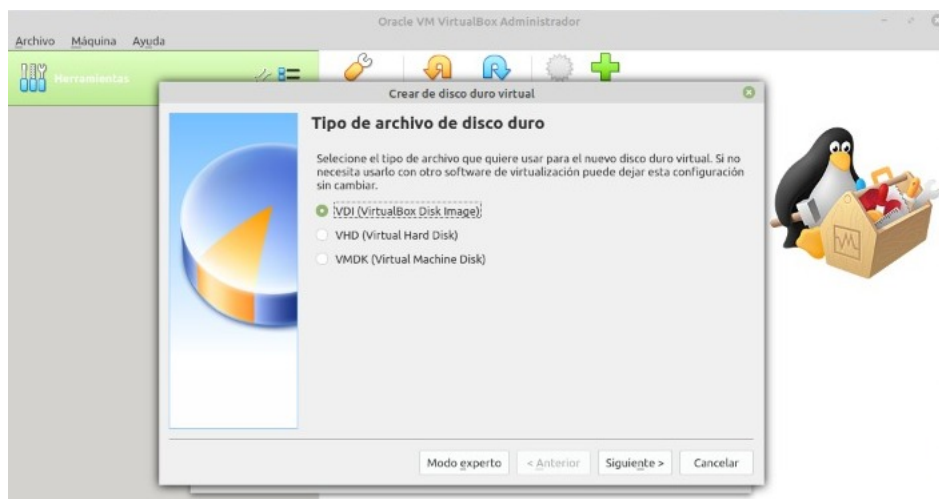 Oracle VM VirtualBox Administrador
Archivo Máquina Ayuda
Herramientas
Crear de disco duro virtual
Tipo de archivo de disco duro
Selecione el tipo de archivo que quiere usar para el nuevo disco duro virtual. Si no
necesita usarlo con otro software de virtualización puede dejar esta configuración
sin cambiar.
VDI (VirtualBox Disk Image)
VHD (Virtual Hard Disk)
VMDK (Virtual Machine Disk)
Modo experto
< Anterior
Siguiente >
Cancelar